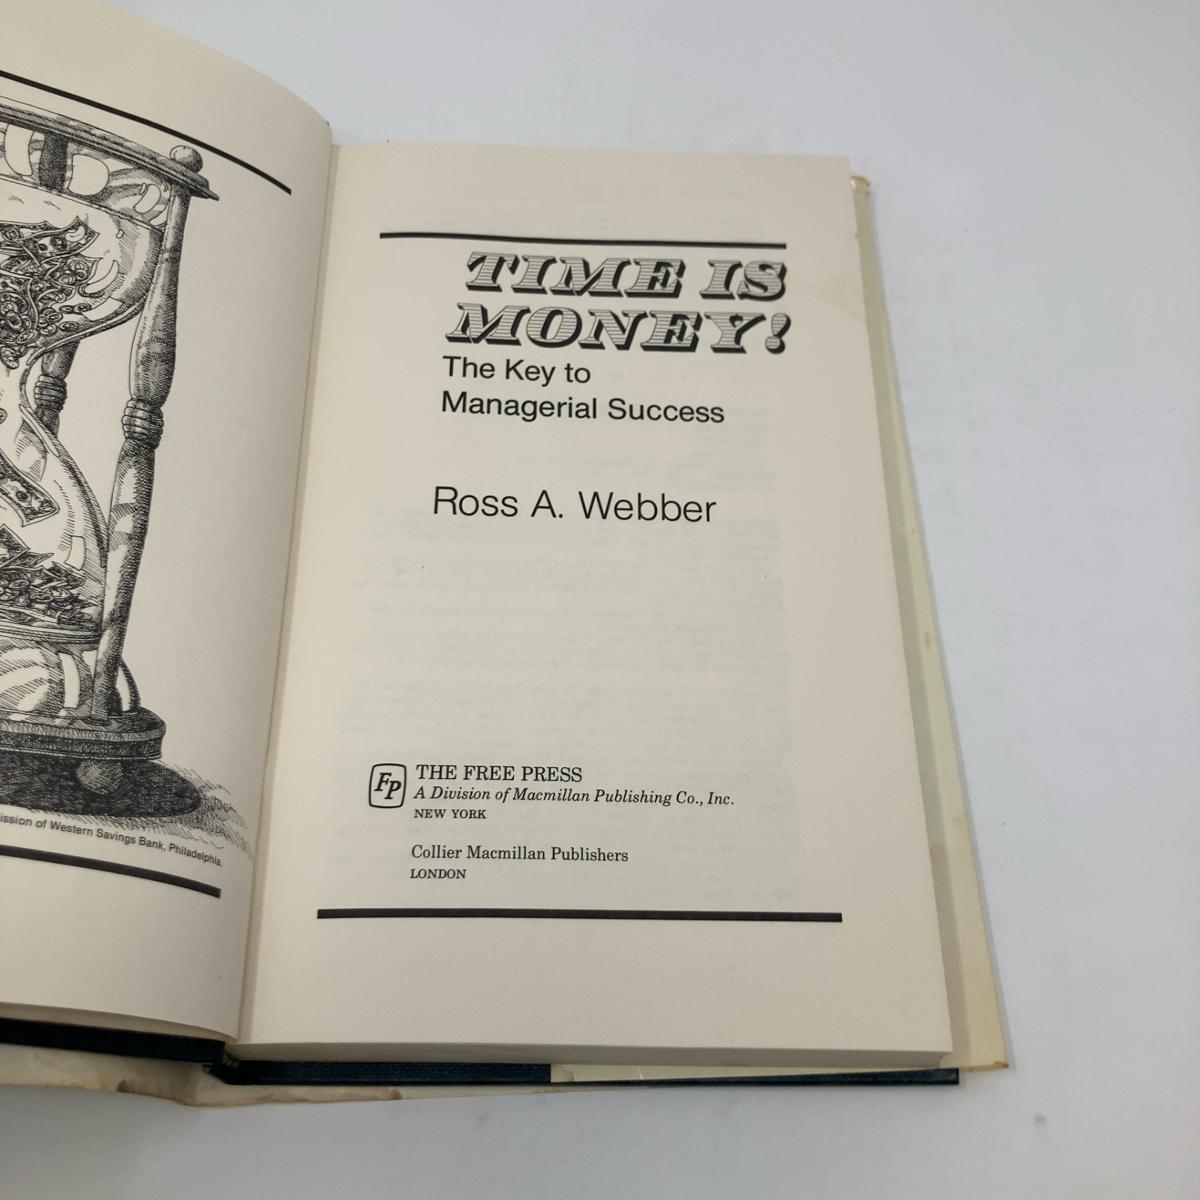 ission of Western Savings Bank, Philadelphia.
TIME IS
MONEY!
The Key to
Managerial Success
Ross A. Webber
FP
THE FREE PRESS
A Division of Macmillan Publishing Co., Inc.
NEW YORK
Collier Macmillan Publishers
LONDON